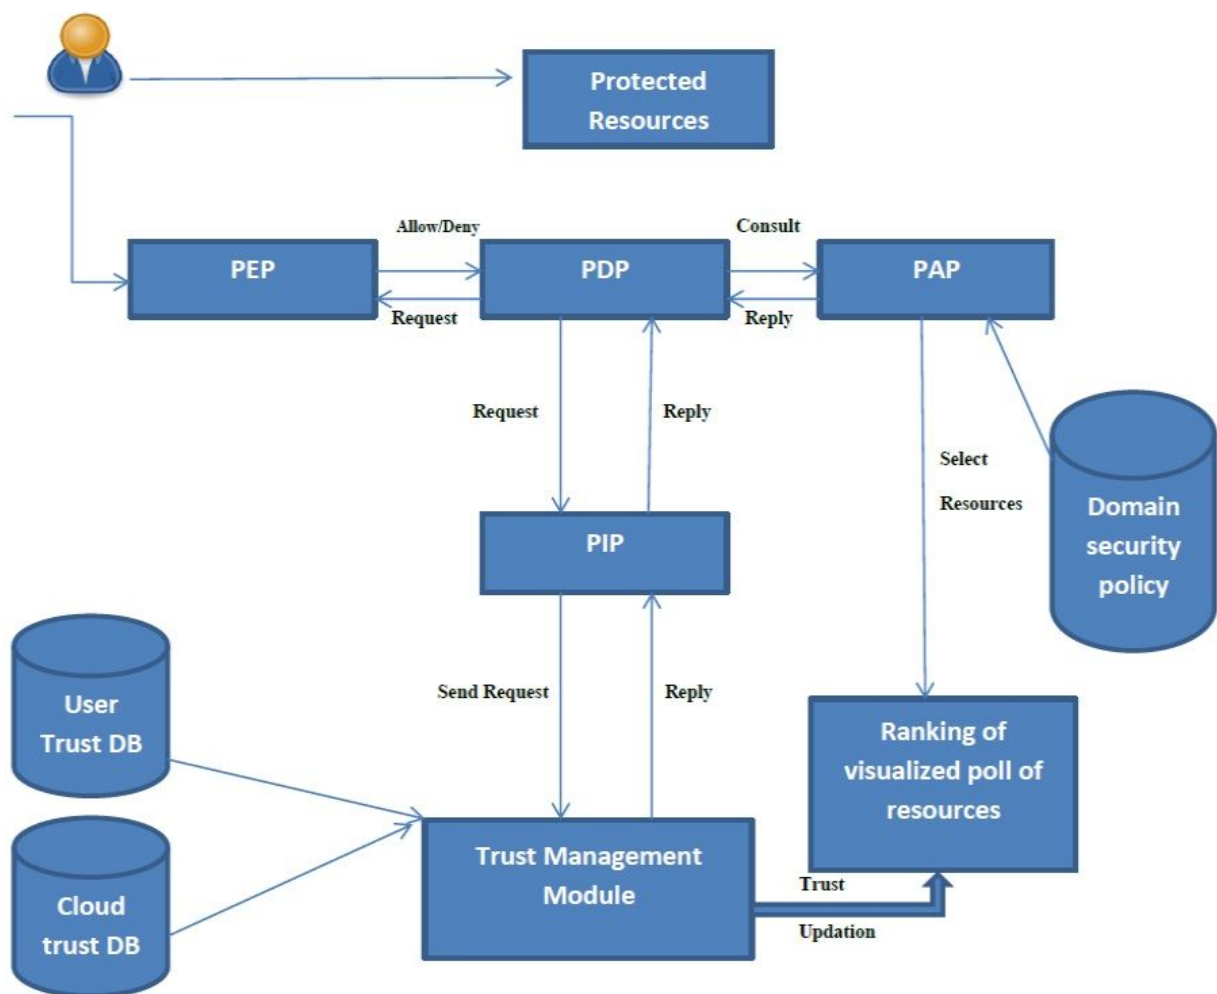 Protected
Resources
Allow/Deny
Consult
PEP
PDP
PAP
Request
Reply
Request
Reply
Select
Resources
Domain
security
policy
PIP
User
Trust DB
Send Request
Reply
Ranking of
visualized poll of
resources
Cloud
trust DB
Trust Management
Module
Trust
Updation